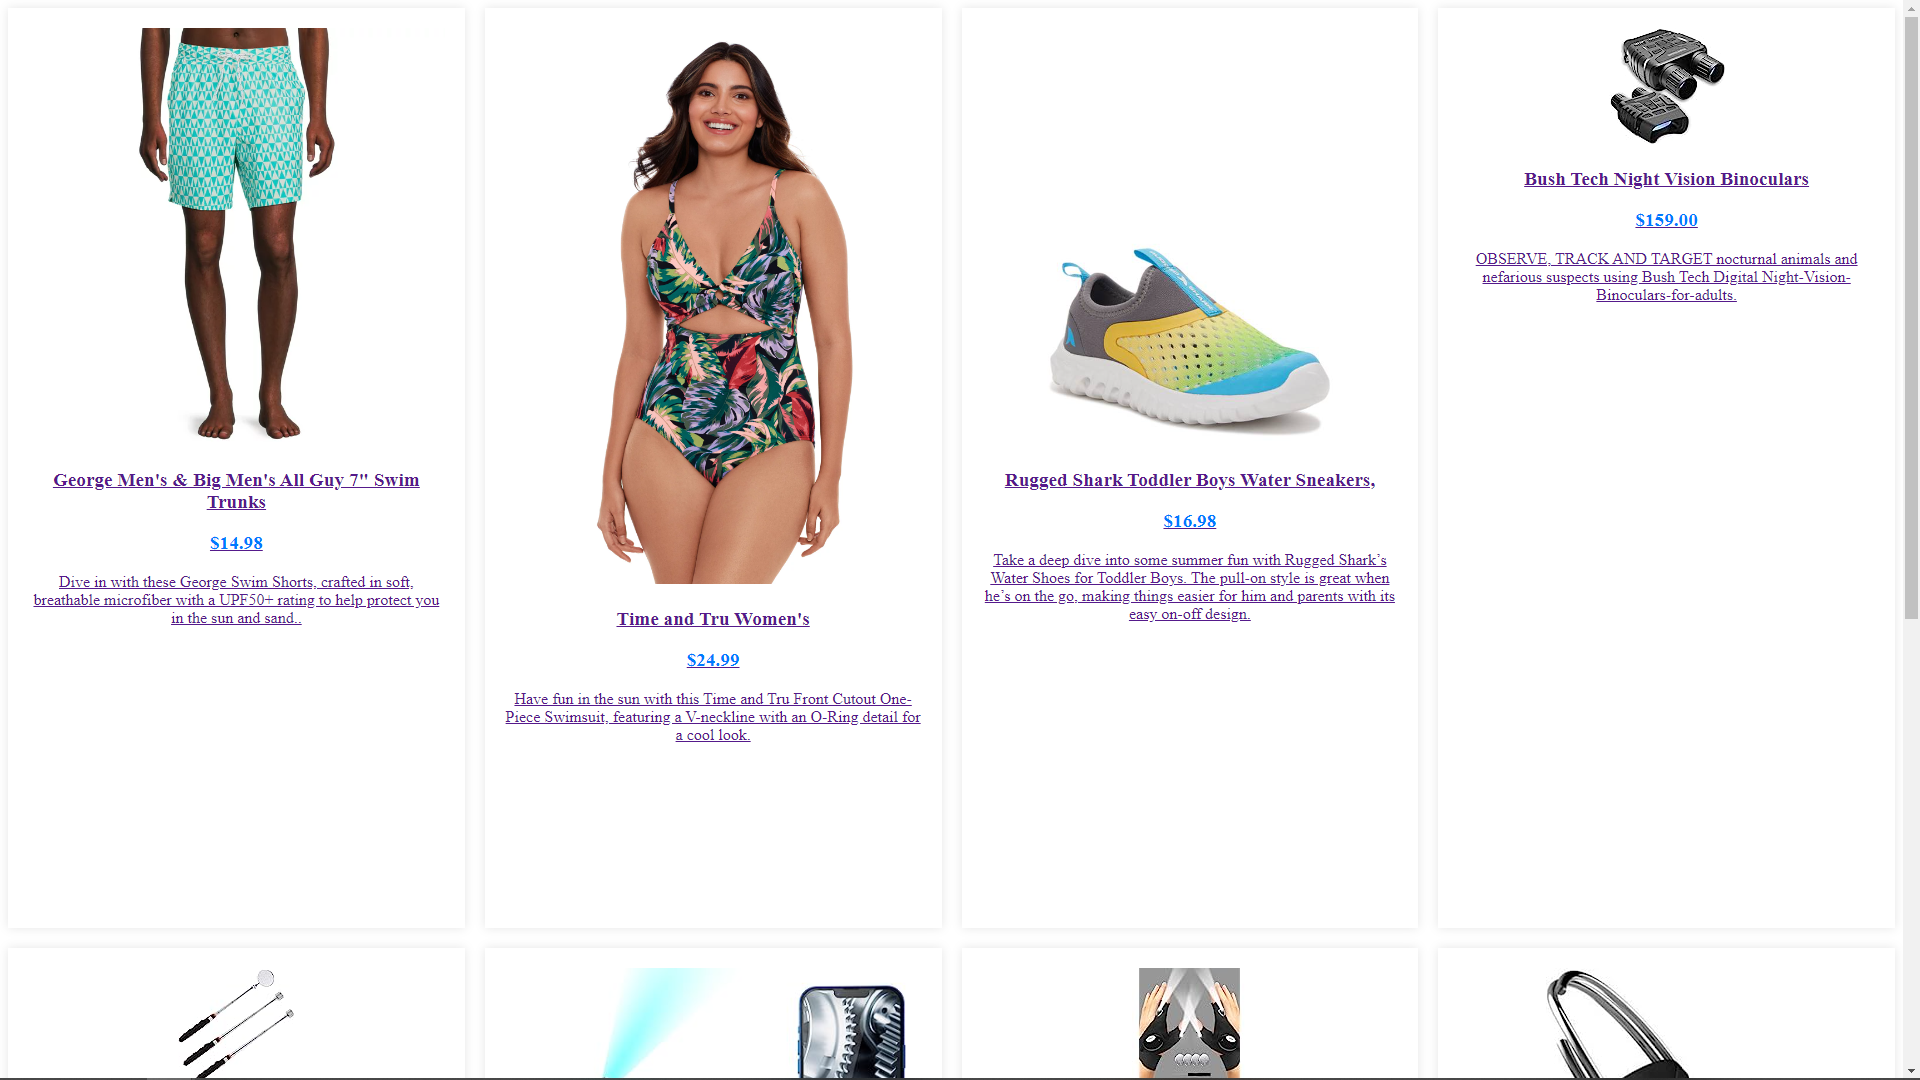 George Men's & Big Men's All Guy 7" Swim
Trunks
$14.98
Dive in with these George Swim Shorts, crafted in soft,
breathable microfiber with a UPF50+ rating to help protect you
in the sun and sand..
Time and Tru Women's
$24.99
Have fun in the sun with this Time and Tru Front Cutout One-
Piece Swimsuit, featuring a V-neckline with an O-Ring detail for
a cool look.
Rugged Shark Toddler Boys Water Sneakers,
$16.98
Take a deep dive into some summer fun with Rugged Shark’s
Water Shoes for Toddler Boys. The pull-on style is great when
he’s on the go, making things easier for him and parents with its
easy on-off design.
Bush Tech Night Vision Binoculars
$159.00
OBSERVE, TRACK AND TARGET nocturnal animals and
nefarious suspects using Bush Tech Digital Night-Vision-
Binoculars-for-adults.